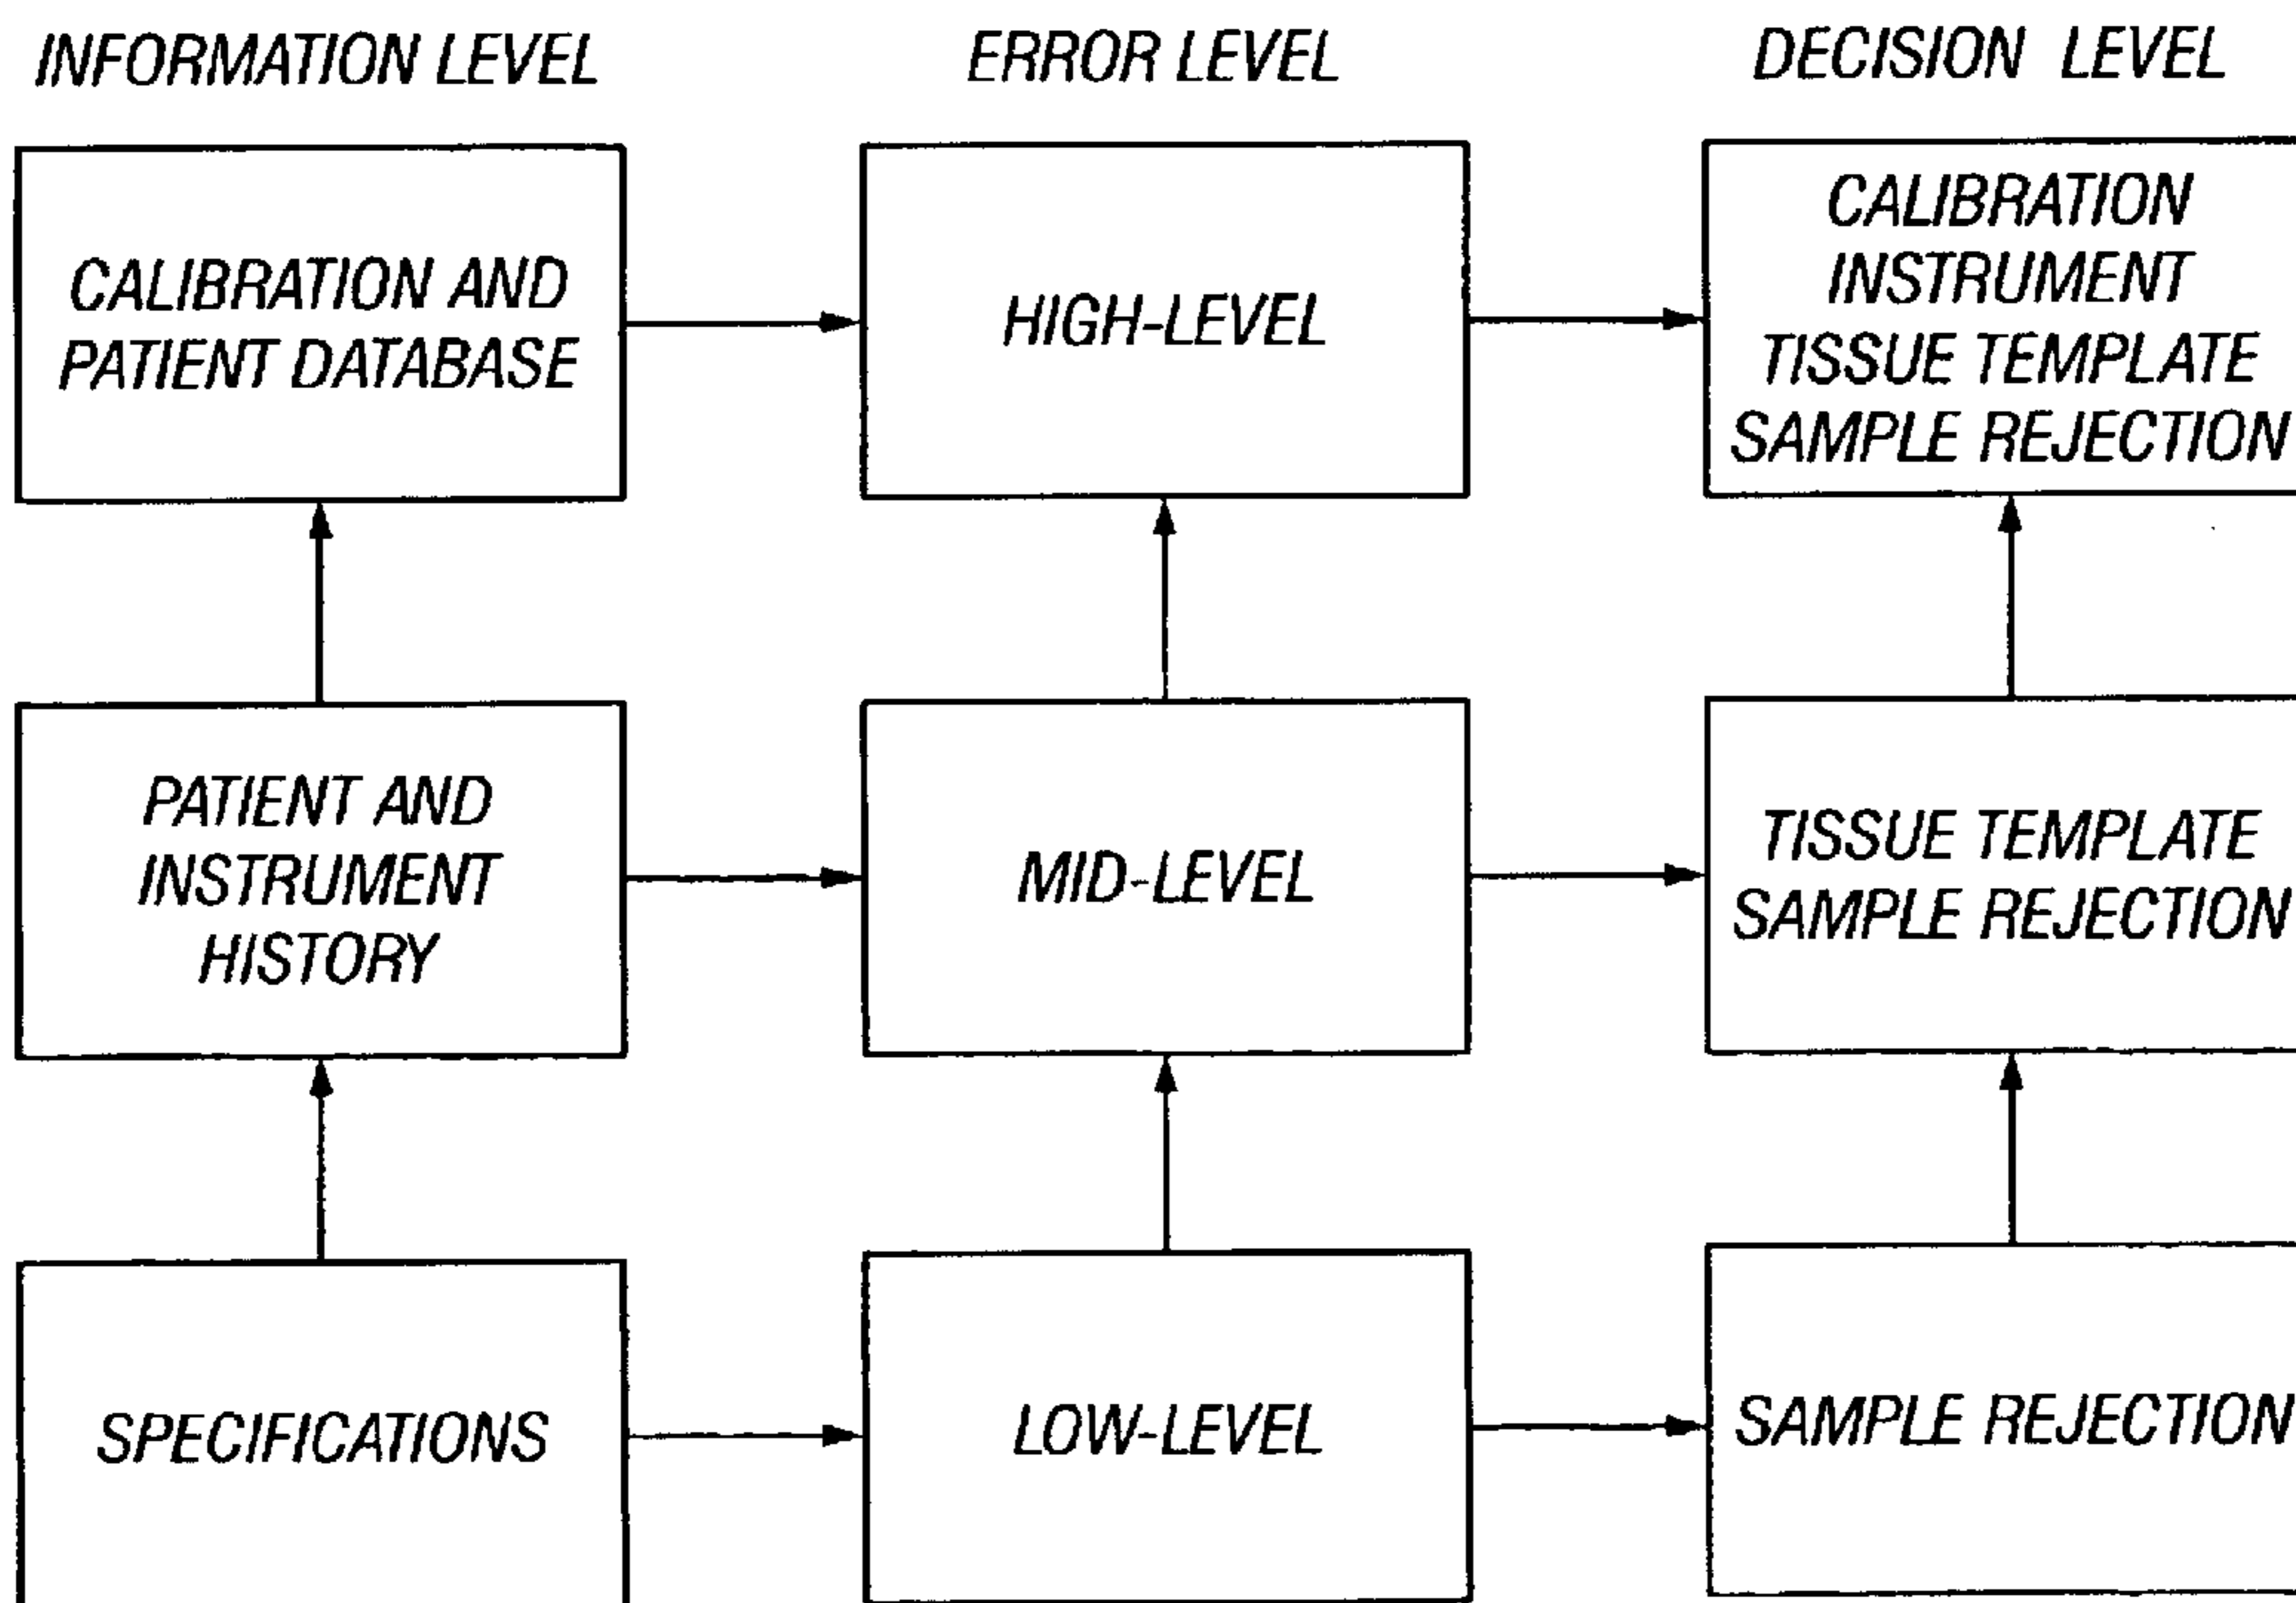 INFORMATION LEVEL
ERROR LEVEL
DECISION LEVEL
CALIBRATION AND
PATIENT DATABASE
HIGH-LEVEL
CALIBRATION
INSTRUMENT
TISSUE TEMPLATE
SAMPLE REJECTION
PATIENT AND
INSTRUMENT
HISTORY
MID-LEVEL
TISSUE TEMPLATE
SAMPLE REJECTION
SPECIFICATIONS
LOW-LEVEL
SAMPLE REJECTION